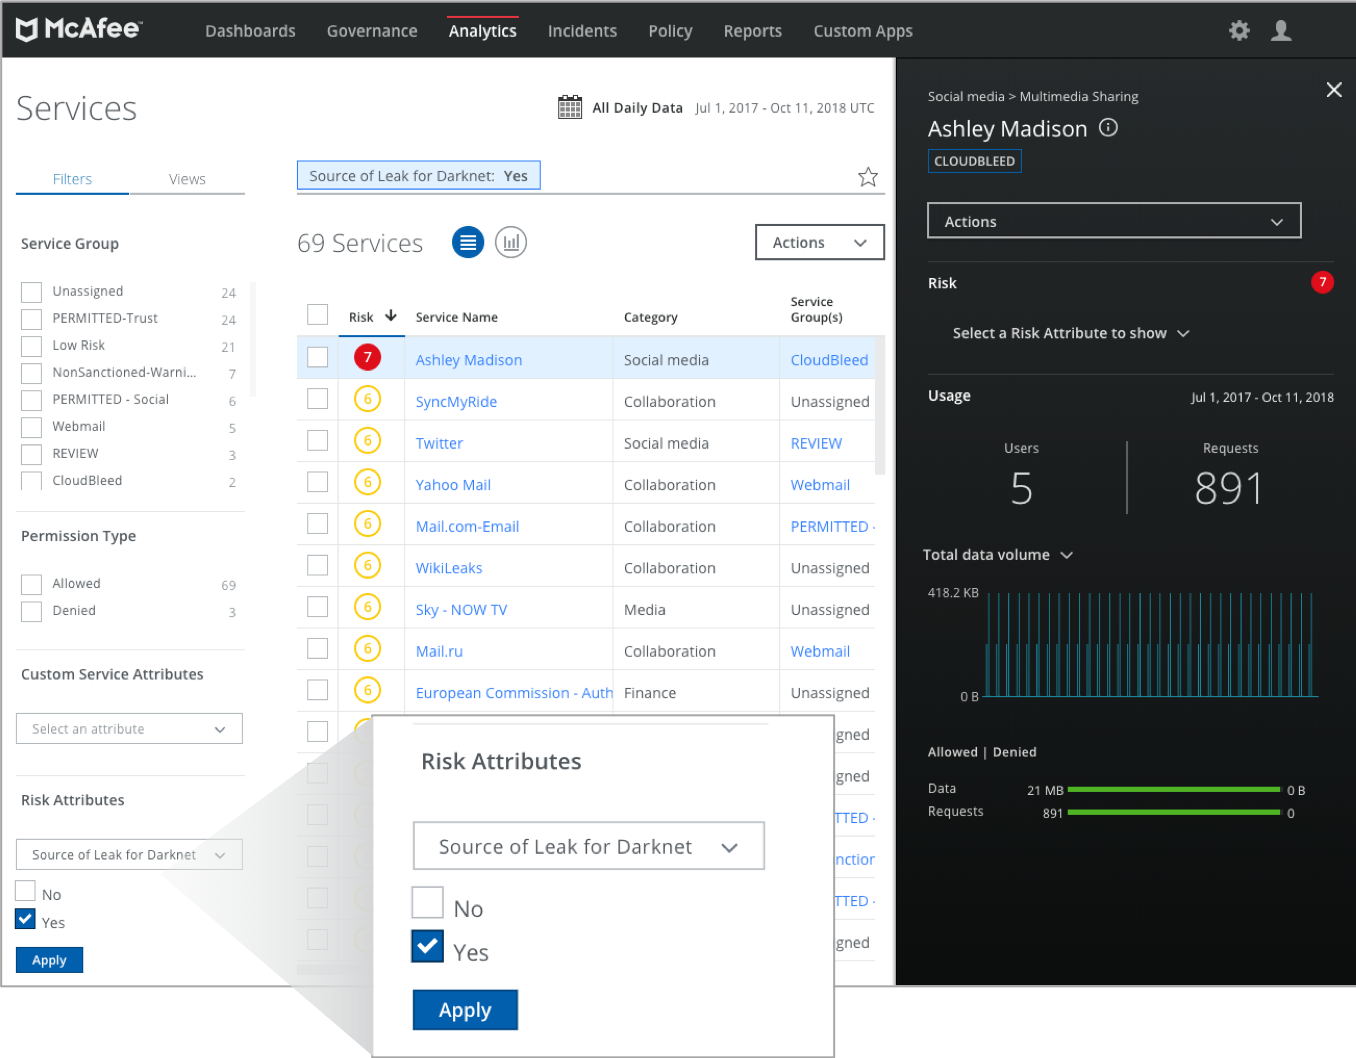 McAfee™
Dashboards Governance Analytics Incidents Policy Reports Custom Apps
Services
All Daily Data Jul 1, 2017 - Oct 11, 2018 UTC
Filters Views
Source of Leak for Darknet: Yes
Service Group
Unassigned 24
PERMITTED-Trust 24
Low Risk 21
NonSanctioned-Warni... 7
PERMITTED - Social 6
Webmail 5
REVIEW 3
CloudBleed 2
Permission Type
Allowed 69
Denied 3
Custom Service Attributes
Select an attribute
Risk Attributes
Source of Leak for Darknet
No
Yes
Apply
69 Services
Actions
Risk Service Name Category Service Group(s)
7 Ashley Madison Social media CloudBleed
6 SyncMyRide Collaboration Unassigned
6 Twitter Social media REVIEW
6 Yahoo Mail Collaboration Webmail
6 Mail.com-Email Collaboration PERMITTED -
6 WikiLeaks Collaboration Unassigned
6 Sky - NOW TV Media Unassigned
6 Mail.ru Collaboration Webmail
6 European Commission - Auth Finance Unassigned
gned
gned
TTED -
nction
TTED -
gned
Risk Attributes
Source of Leak for Darknet
No
Yes
Apply
Social media > Multimedia Sharing
Ashley Madison
CLOUDBLEED
Actions
Risk 7
Select a Risk Attribute to show
Usage Jul 1, 2017 - Oct 11, 2018
Users Requests
5 891
Total data volume
418.2 KB
0 B
Allowed | Denied
Data 21 MB 0 B
Requests 891 0